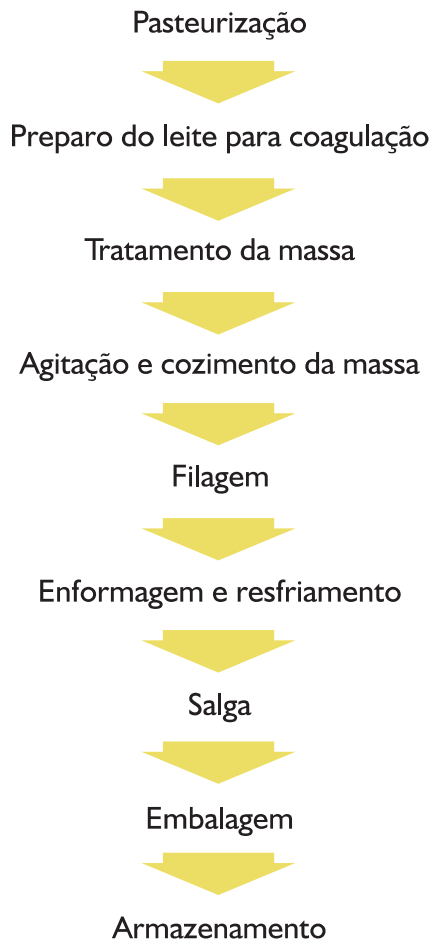 Pasteurização
Preparo do leite para coagulação
Tratamento da massa
Agitação e cozimento da massa
Filagem
Enformagem e resfriamento
Salga
Embalagem
Armazenamento